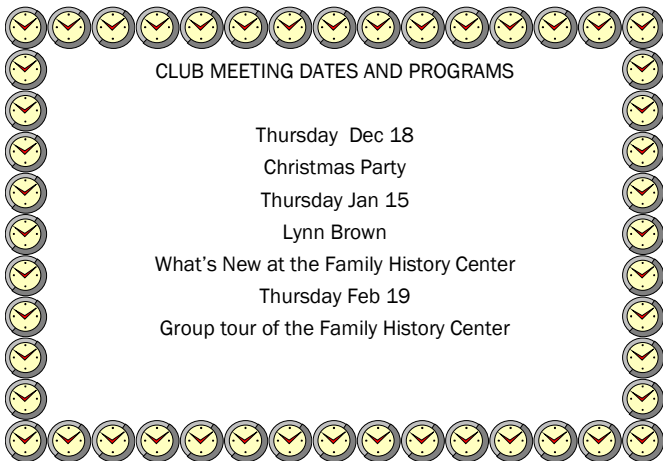 CLUB MEETING DATES AND PROGRAMS
Thursday  Dec 18
Christmas Party
Thursday Jan 15
Lynn Brown
What’s New at the Family History Center
Thursday Feb 19
Group tour of the Family History Center